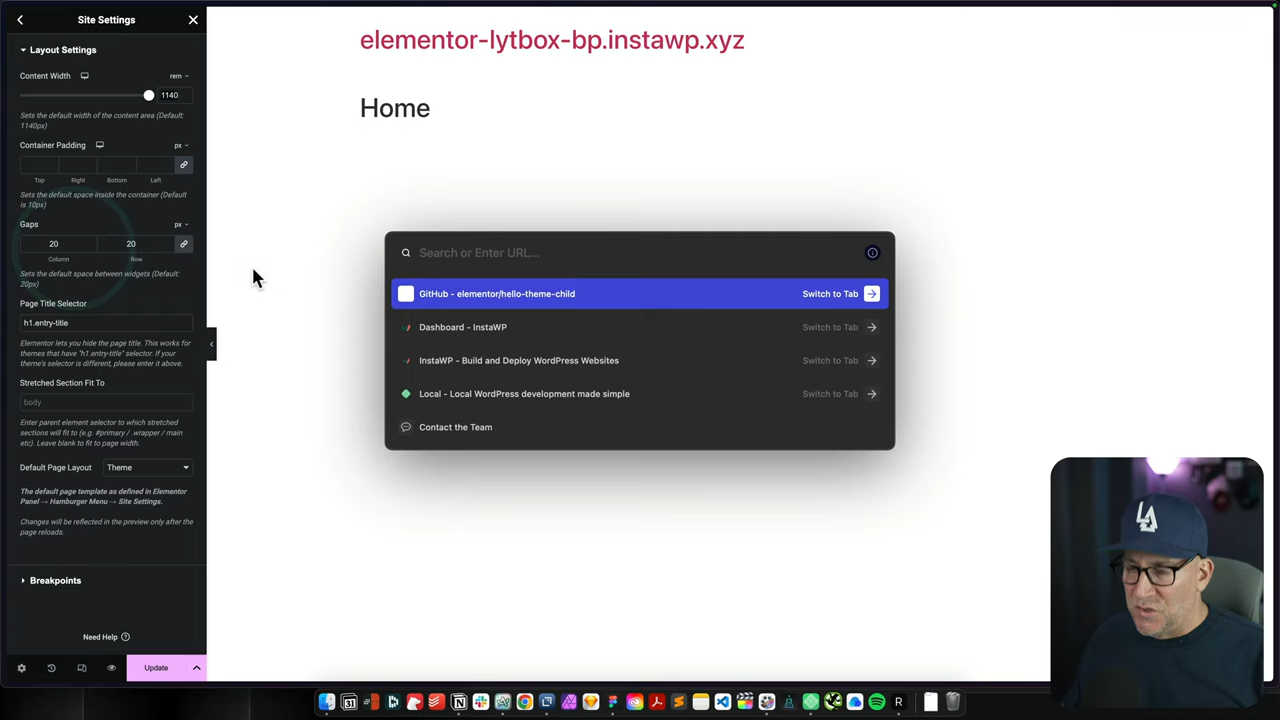 Site Settings
Layout Settings
Content Width
rem
1140
Sets the default width of the content area (Default:
1140px)
Container Padding
px
Top Right Bottom Left
Sets the default space inside the container (Default
is 10px)
Gaps
px
20 20
Column Row
Sets the default space between widgets (Default:
20px)
Page Title Selector
h1.entry-title
Elementor lets you hide the page title. This works for
themes that have "h1.entry-title" selector. If your
theme's selector is different, please enter it above.
Stretched Section Fit To
body
Enter parent element selector to which stretched
sections will fit to (e.g. #primary / .wrapper / main
etc). Leave blank to fit to page width.
Default Page Layout Theme
The default page template as defined in Elementor
Panel → Hamburger Menu → Site Settings.
Changes will be reflected in the preview only after the
page reloads.
Breakpoints
Need Help
Update
elementor-lytbox-bp.instawp.xyz
Home
Search or Enter URL...
GitHub - elementor/hello-theme-child Switch to Tab
Dashboard - InstaWP Switch to Tab
InstaWP - Build and Deploy WordPress Websites Switch to Tab
Local - Local WordPress development made simple Switch to Tab
Contact the Team
LA
31
R